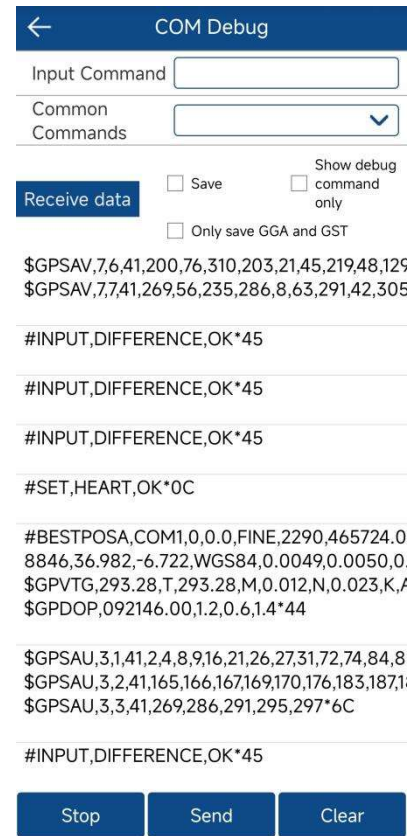 COM Debug
Input Command
Common
Commands
Receive data
Save
Show debug
command
only
Only save GGA and GST
$GPSAV,7,6,41,200,76,310,203,21,45,219,48,129
$GPSAV,7,7,41,269,56,235,286,8,63,291,42,305
#INPUT,DIFFERENCE,OK*45
#INPUT,DIFFERENCE,OK*45
#INPUT,DIFFERENCE,OK*45
#SET,HEART,OK*0C
#BESTPOSA,COM1,0,0.0,FINE,2290,465724.0
8846,36.982,-6.722,WGS84,0.0049,0.0050,0.
$GPVTG,293.28,T,293.28,M,0.012,N,0.023,K,A
$GPDOP,092146.00,1.2,0.6,1.4*44
$GPSAU,3,1,41,2,4,8,9,16,21,26,27,31,72,74,84,8
$GPSAU,3,2,41,165,166,167,169,170,176,183,187,18
$GPSAU,3,3,41,269,286,291,295,297*6C
#INPUT,DIFFERENCE,OK*45
Stop
Send
Clear